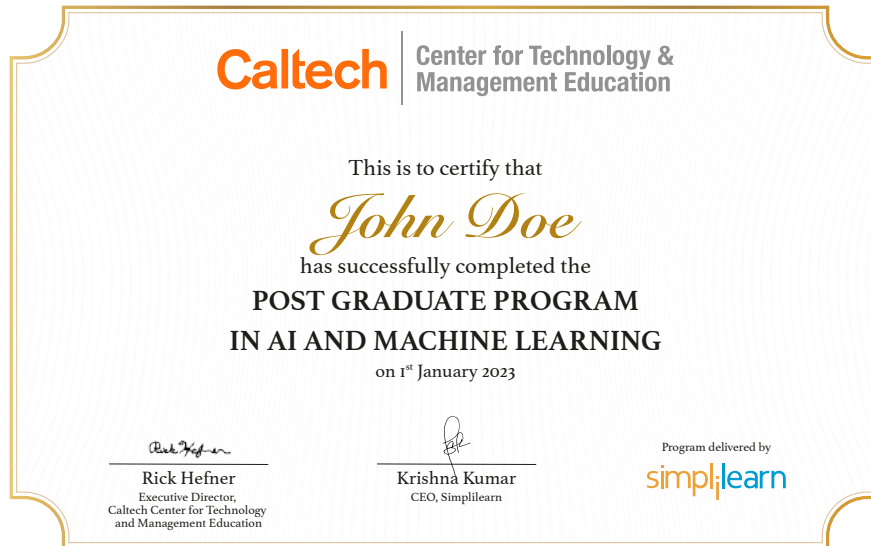 Caltech
Center for Technology &
Management Education
This is to certify that
John Doe
has successfully completed the
POST GRADUATE PROGRAM
IN AI AND MACHINE LEARNING
on 1st January 2023
Rick Hefner
Rick Hefner
Executive Director,
Caltech Center for Technology
and Management Education
Krishna Kumar
CEO, Simplilearn
Program delivered by
simplilearn